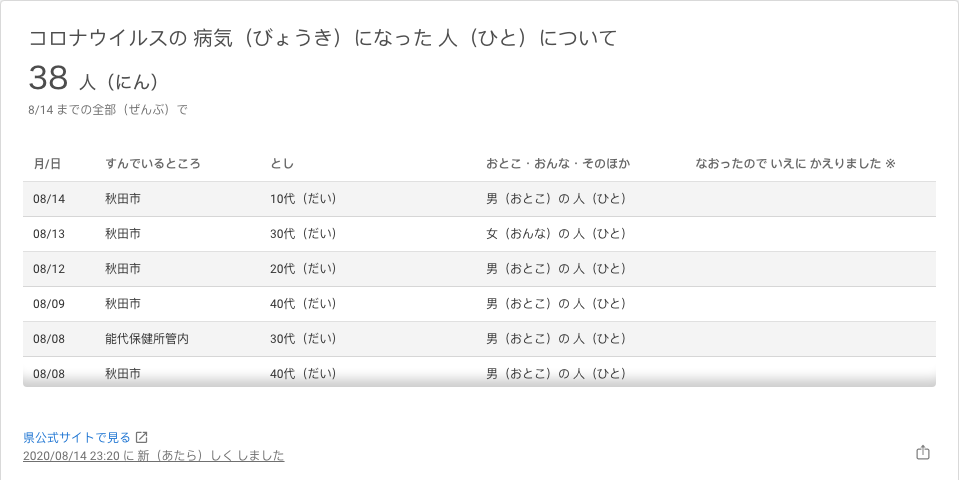 コロナウイルスの 病気（びょうき）になった 人（ひと）について
38 人（にん）
8/14 までの全部（ぜんぶ）で
月/日 すんでいるところ とし おとこ・おんな・そのほか なおったので いえに かえりました ※
08/14 秋田市 10代（だい） 男（おとこ）の 人（ひと）
08/13 秋田市 30代（だい） 女（おんな）の 人（ひと）
08/12 秋田市 20代（だい） 男（おとこ）の 人（ひと）
08/09 秋田市 40代（だい） 男（おとこ）の 人（ひと）
08/08 能代保健所管内 30代（だい） 男（おとこ）の 人（ひと）
08/08 秋田市 40代（だい） 男（おとこ）の 人（ひと）
県公式サイトで見る
2020/08/14 23:20 に 新（あたら）しく しました